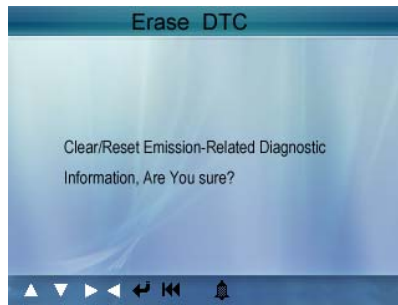 Erase DTC
Clear/Reset Emission-Related Diagnostic
Information, Are You sure?